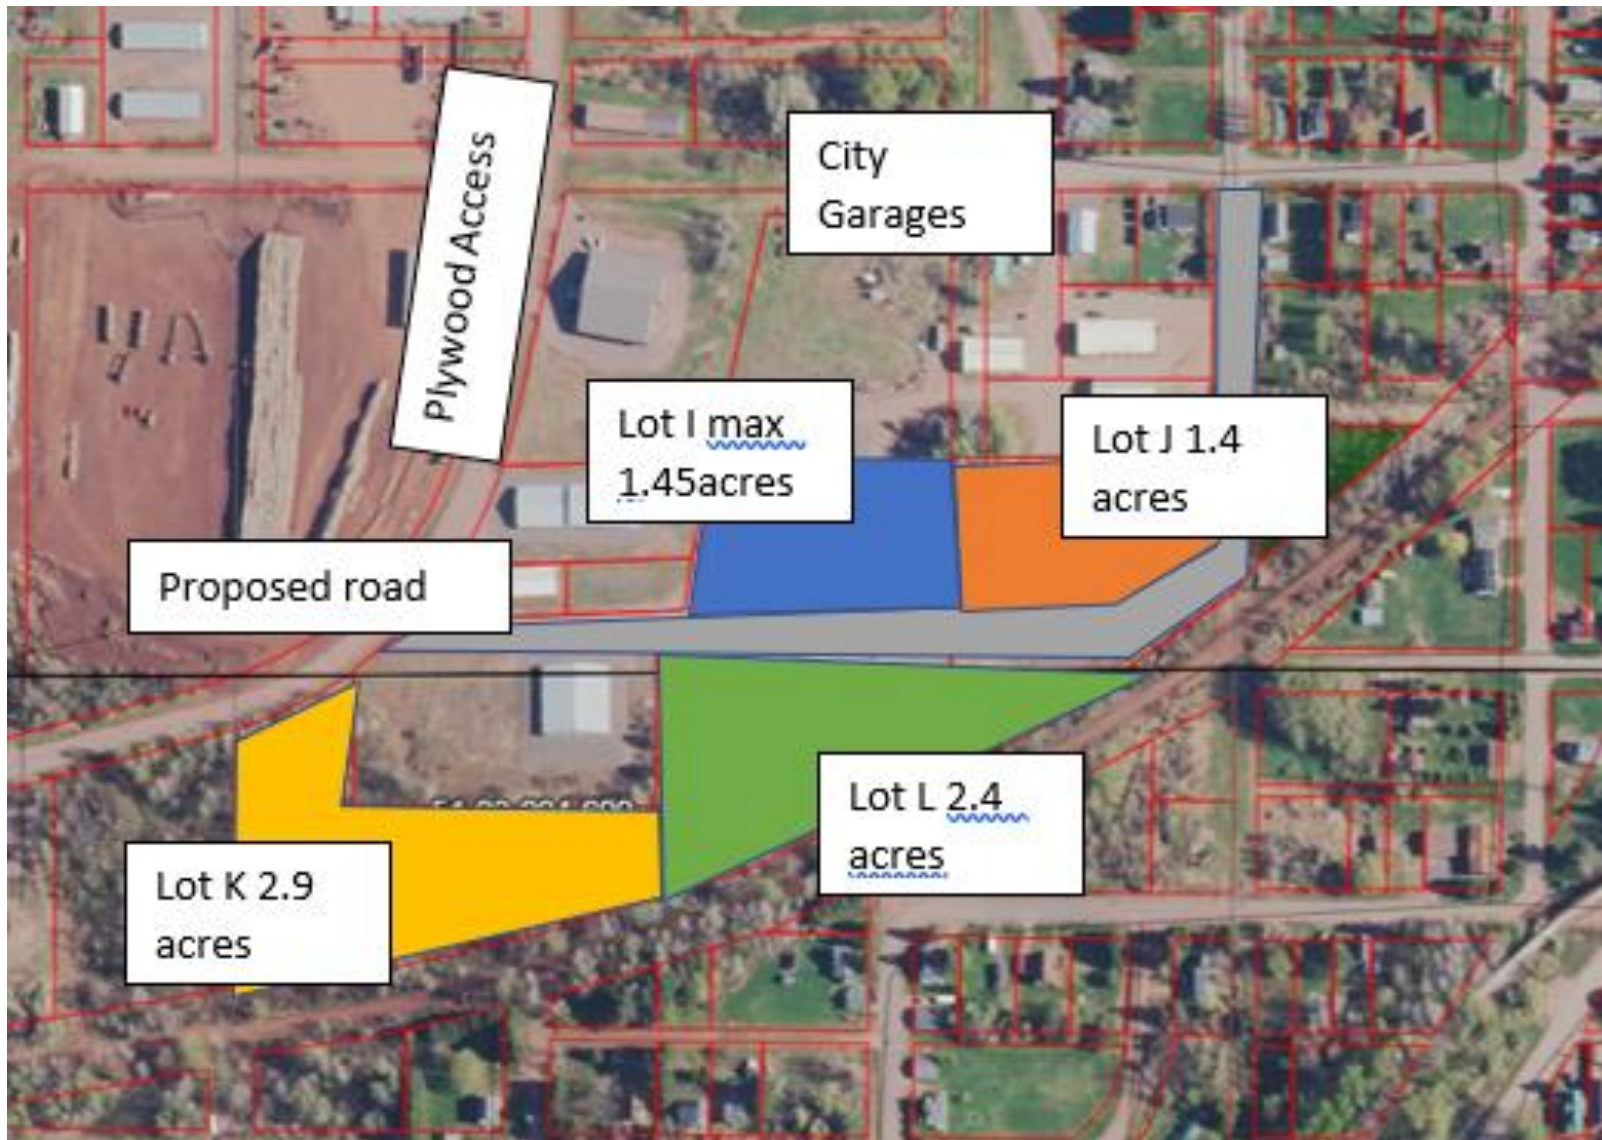 Plywood Access
City
Garages
Lot I max
1.45acres
Lot J 1.4
acres
Proposed road
Lot L 2.4
acres
Lot K 2.9
acres